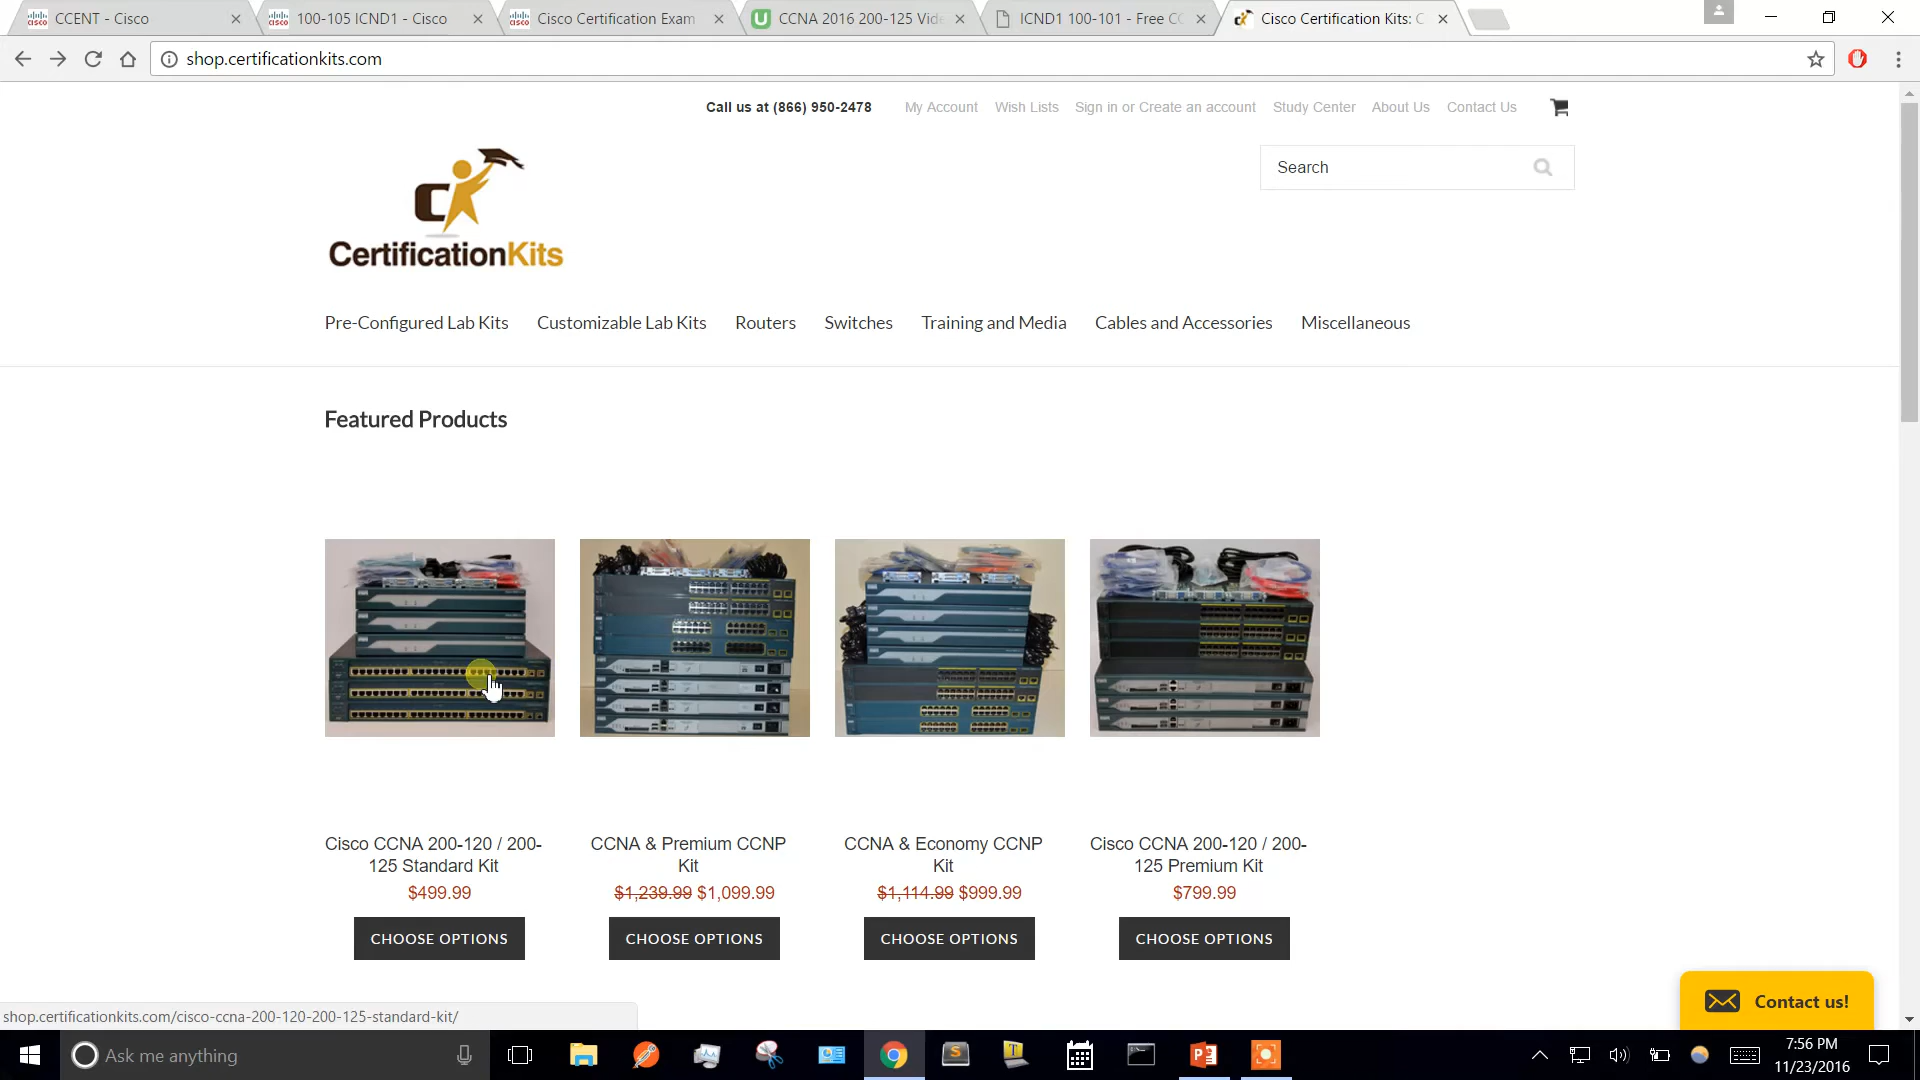 CCENT - Cisco
100-105 ICND1 - Cisco
Cisco Certification Exam
CCNA 2016 200-125 Vid
ICND1 100-101 - Free CC
Cisco Certification Kits: C
shop.certificationkits.com
Call us at (866) 950-2478 My Account Wish Lists Sign in or Create an account Study Center About Us Contact Us
Search
CertificationKits
Pre-Configured Lab Kits Customizable Lab Kits Routers Switches Training and Media Cables and Accessories Miscellaneous
Featured Products
Cisco CCNA 200-120 / 200-
125 Standard Kit
$499.99
CHOOSE OPTIONS
CCNA & Premium CCNP
Kit
$1,239.99 $1,099.99
CHOOSE OPTIONS
CCNA & Economy CCNP
Kit
$1,114.99 $999.99
CHOOSE OPTIONS
Cisco CCNA 200-120 / 200-
125 Premium Kit
$799.99
CHOOSE OPTIONS
Contact us!
shop.certificationkits.com/cisco-ccna-200-120-200-125-standard-kit/
Ask me anything
7:56 PM
11/23/2016